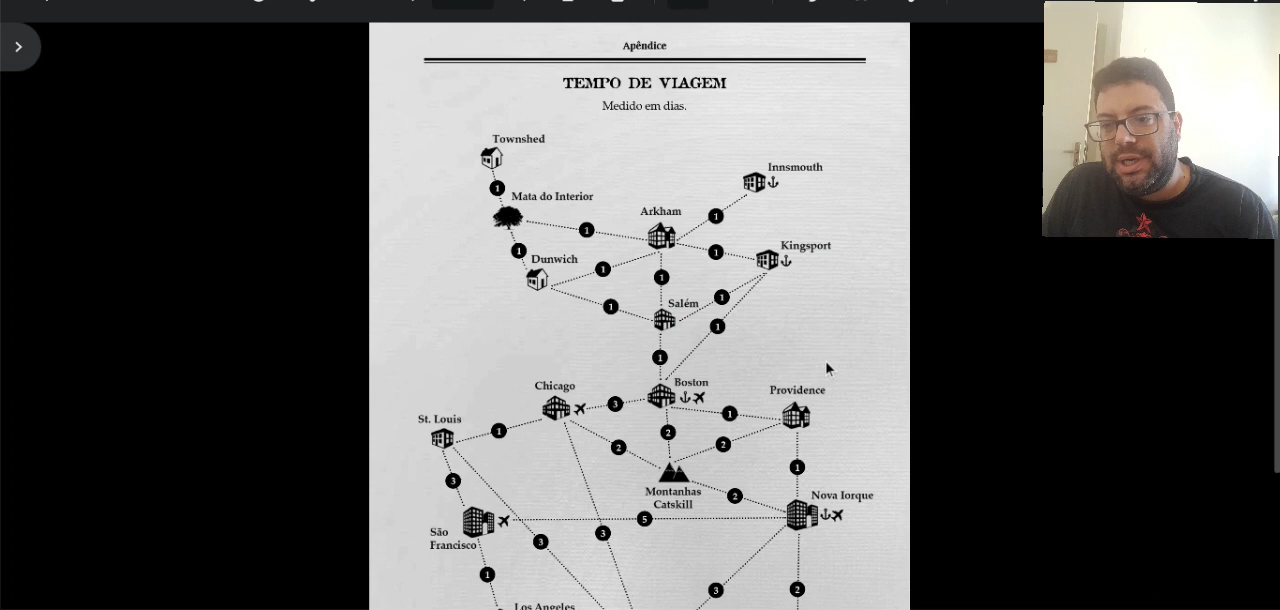 Apêndice
TEMPO DE VIAGEM
Medido em dias.
Townshed
Innsmouth
1
Mata do Interior
Arkham
1
1
Kingsport
1
1
Dunwich
1
1
1
Salém
1
1
1
Boston
Chicago
Providence
3
1
St. Louis
1
2
2
2
1
3
Montanhas
Catskill
2
Nova Iorque
5
São
Francisco
3
3
1
3
2
Los Angeles